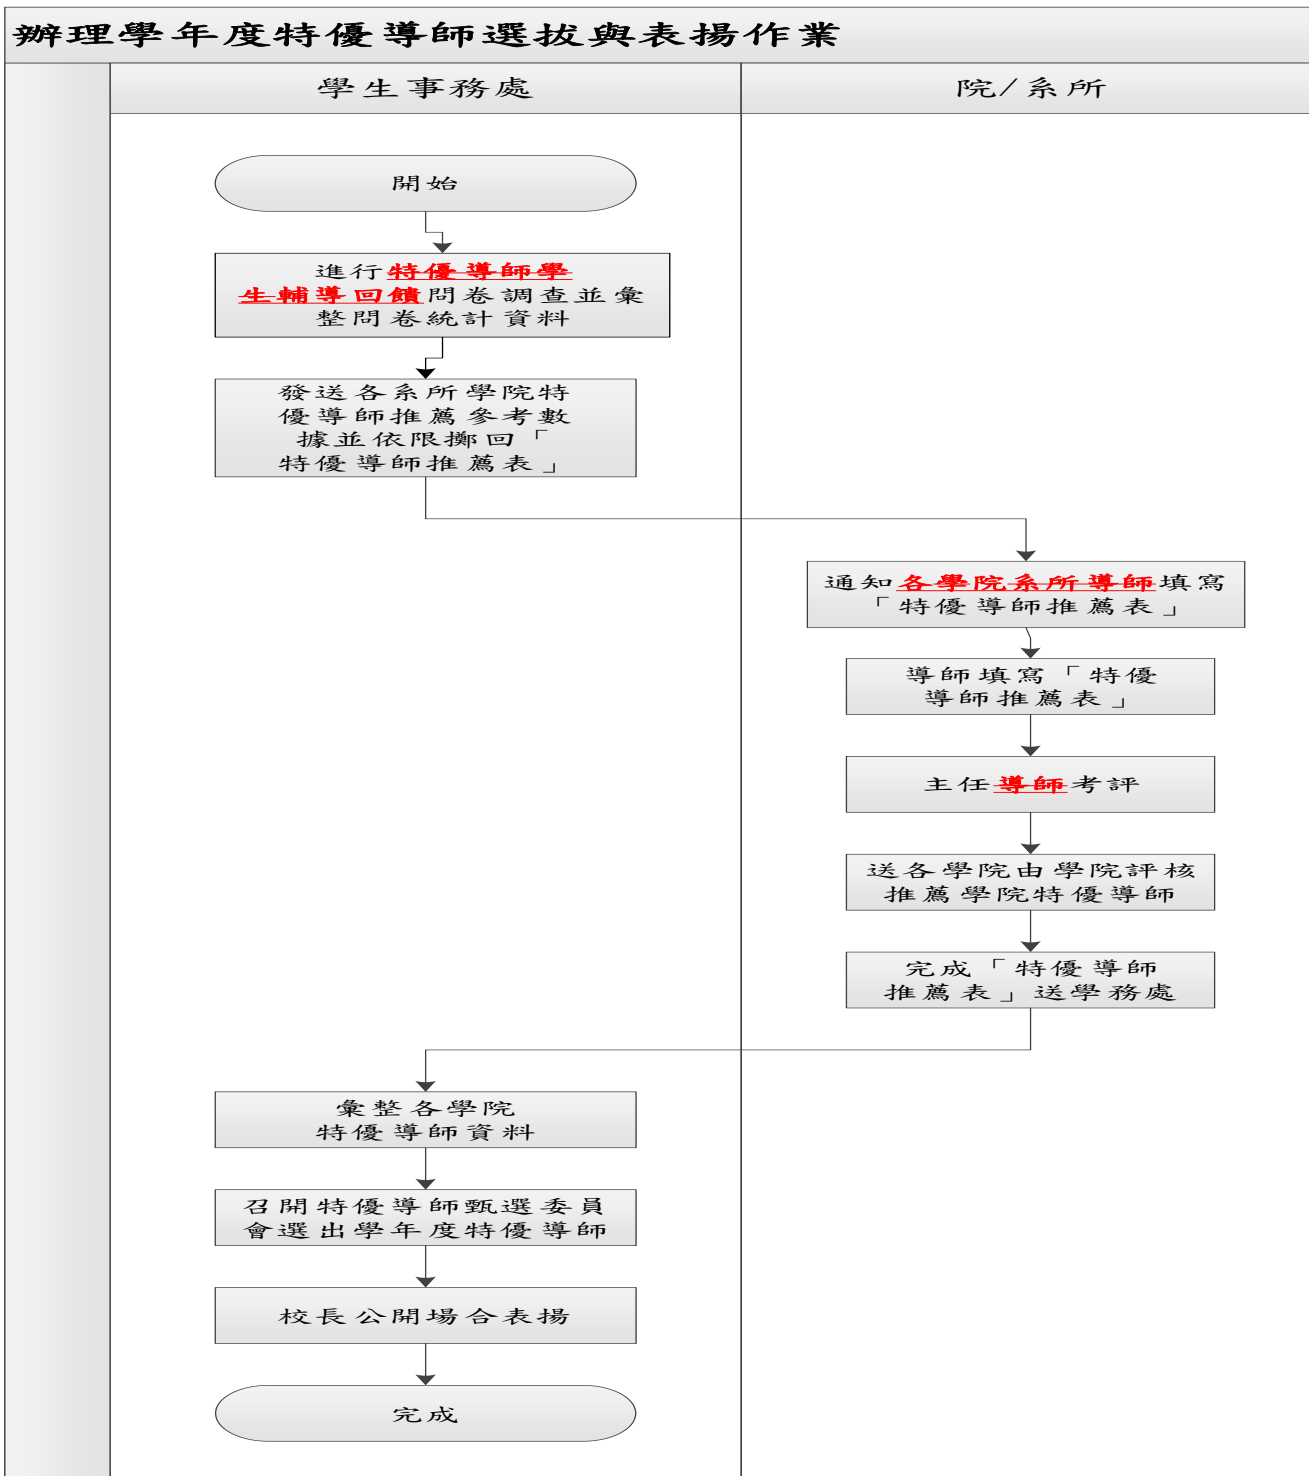 辦理學年度特優導師選拔與表揚作業
學生事務處
院/系所
開始
進行特優導師學
生輔導回饋問卷調查並彙
整問卷統計資料
發送各系所學院特
優導師推薦參考數
據並依限擲回「
特優導師推薦表」
通知各學院系所導師填寫
「特優導師推薦表」
導師填寫「特優
導師推薦表」
主任導師考評
送各學院由學院評核
推薦學院特優導師
完成「特優導師
推薦表」送學務處
彙整各學院
特優導師資料
召開特優導師甄選委員
會選出學年度特優導師
校長公開場合表揚
完成